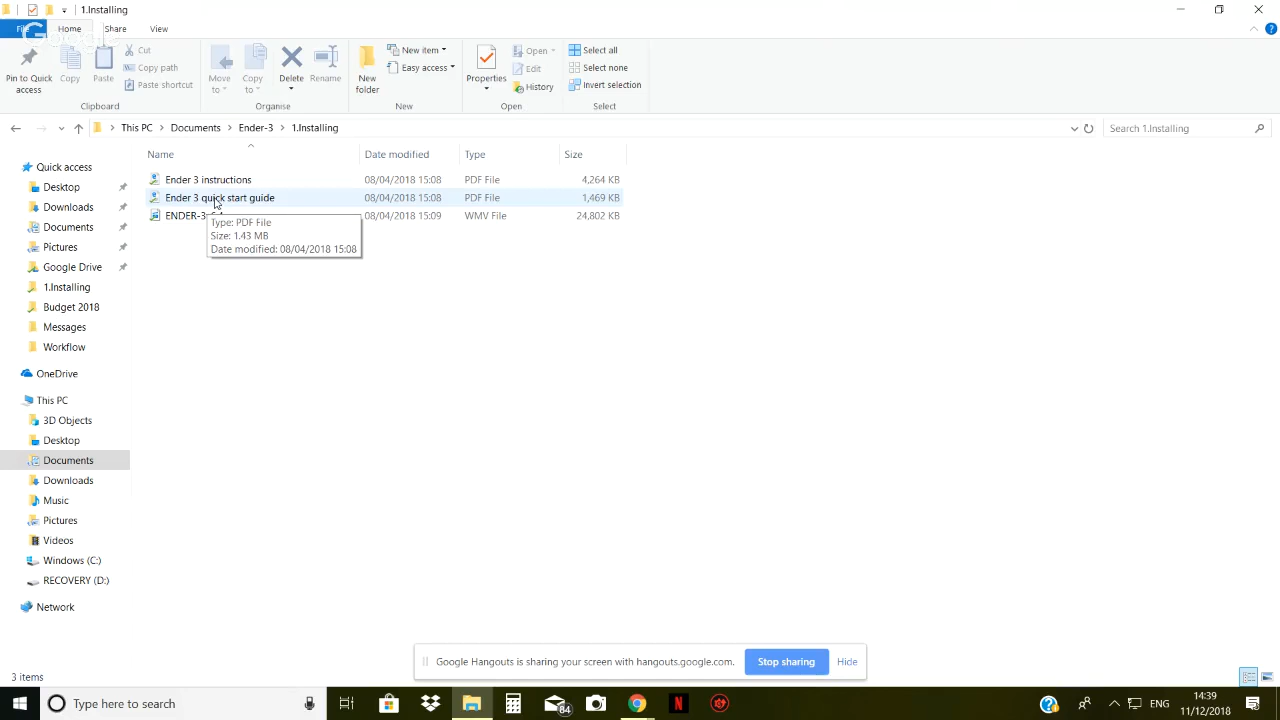 1.Installing
File Home Share View
Google
Pin to Quick access
Copy
Paste
Cut
Copy path
Paste shortcut
Clipboard
Move to
Copy to
Delete
Rename
Organise
New folder
New item
Easy access
New
Properties
Open
Edit
History
Open
Select all
Select none
Invert selection
Select
This PC > Documents > Ender-3 > 1.Installing
Search 1.Installing
Name Date modified Type Size
Ender 3 instructions 08/04/2018 15:08 PDF File 4,264 KB
Ender 3 quick start guide 08/04/2018 15:08 PDF File 1,469 KB
ENDER-3 08/04/2018 15:09 WMV File 24,802 KB
Type: PDF File
Size: 1.43 MB
Date modified: 08/04/2018 15:08
Quick access
Desktop
Downloads
Documents
Pictures
Google Drive
1.Installing
Budget 2018
Messages
Workflow
OneDrive
This PC
3D Objects
Desktop
Documents
Downloads
Music
Pictures
Videos
Windows (C:)
RECOVERY (D:)
Network
Google Hangouts is sharing your screen with hangouts.google.com. Stop sharing Hide
3 items
Type here to search
84
N
ENG
14:39
11/12/2018